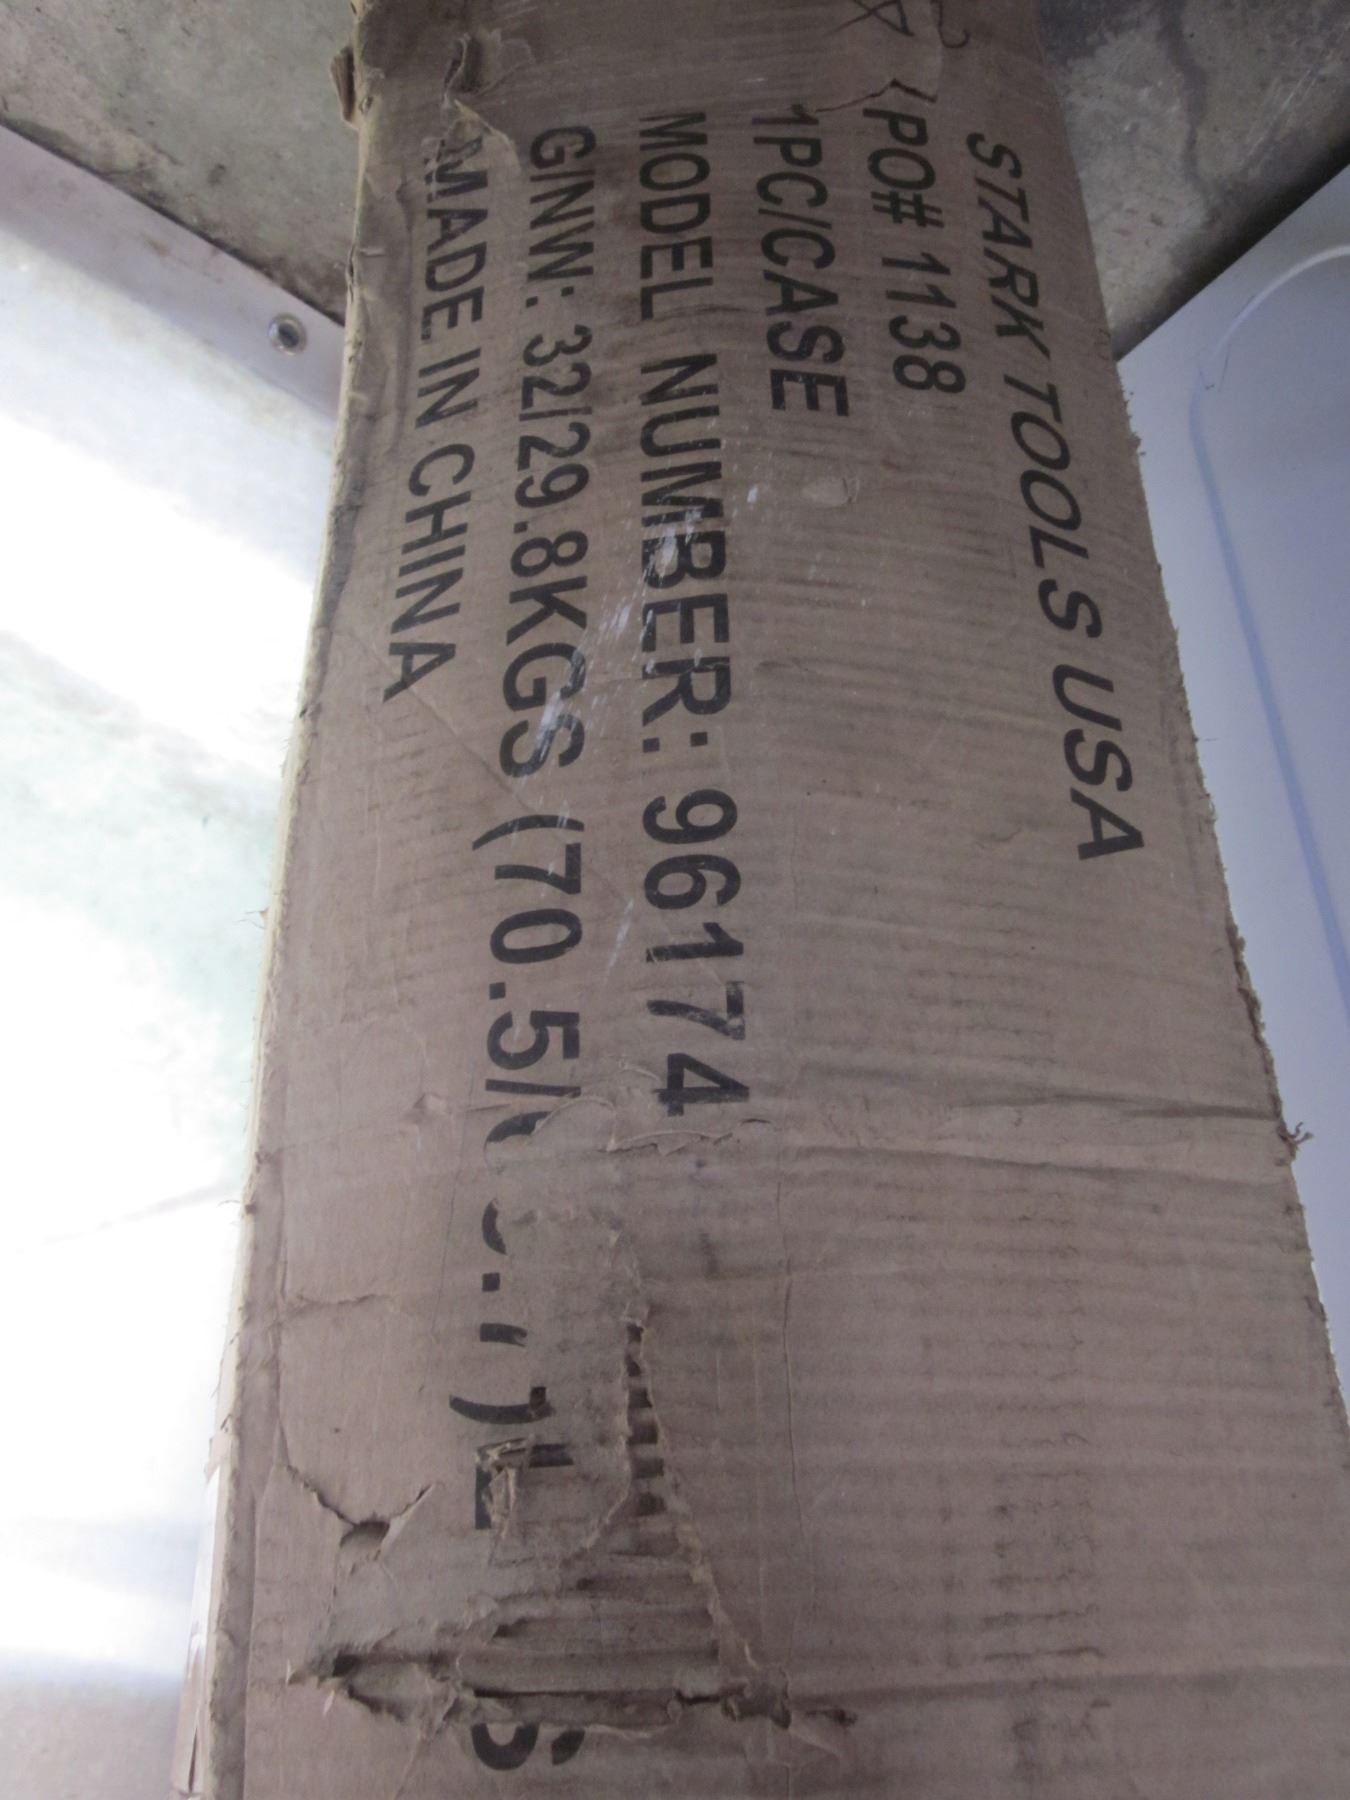 STARK TOOLS USA
PO# 1138
1PC/CASE
MODEL NUMBER: 96174
G/NW: 32/29.8KGS (70.5/
MADE IN CHINA